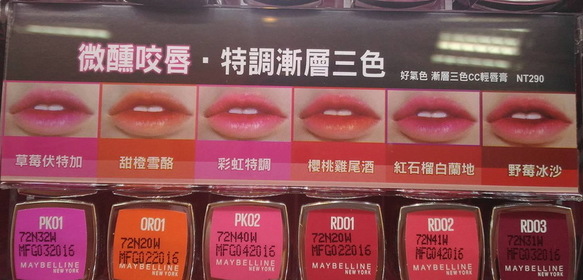 微醺咬唇·特調漸層三色
好氣色 漸層三色CC輕唇膏 NT290
草莓伏特加
甜橙雪酪
彩虹特調
櫻桃雞尾酒
紅石榴白蘭地
野莓冰沙
PK01
72N32W
MFG032016
MAYBELLINE
NEW YORK
OR01
72N20W
MFG022016
MAYBELLINE
NEW YORK
PK02
72N40W
MFG042016
MAYBELLINE
NEW YORK
RD01
72N20W
MFG022016
MAYBELLINE
NEW YORK
RD02
72N41W
MFG042016
MAYBELLINE
NEW YORK
RD03
72N31W
MFG032016
MAYBELLINE
NEW YORK